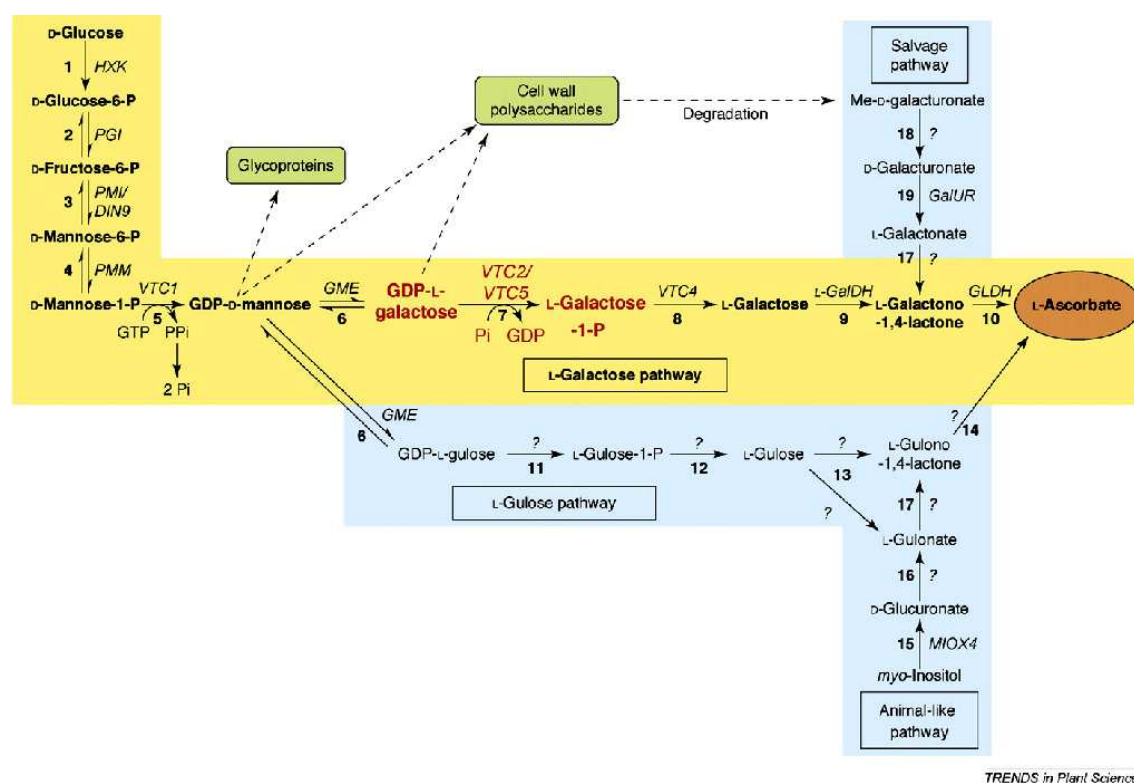 D-Glucose
1 HXK
D-Glucose-6-P
2 PGI
D-Fructose-6-P
3 PMI/
DIN9
D-Mannose-6-P
4 PMM
D-Mannose-1-P
VTC1
5
GTP PPi
2 Pi
GDP-D-mannose
Glycoproteins
Cell wall
polysaccharides
Degradation
GME
6
GDP-L-
galactose
VTC2/
VTC5
7
Pi GDP
L-Galactose
-1-P
VTC4
8
L-Galactose
L-GalDH
9
L-Galactono
-1,4-lactone
GLDH
10
L-Ascorbate
L-Galactose pathway
Salvage
pathway
Me-D-galacturonate
18 ?
D-Galacturonate
19 GalUR
L-Galactonate
17 ?
GME
6
GDP-L-gulose
?
11
L-Gulose-1-P
?
12
L-Gulose
?
13
L-Gulono
-1,4-lactone
?
14
L-Gulose pathway
?
17 ?
L-Gulonate
16 ?
D-Glucuronate
15 MIOX4
myo-Inositol
Animal-like
pathway
TRENDS in Plant Science